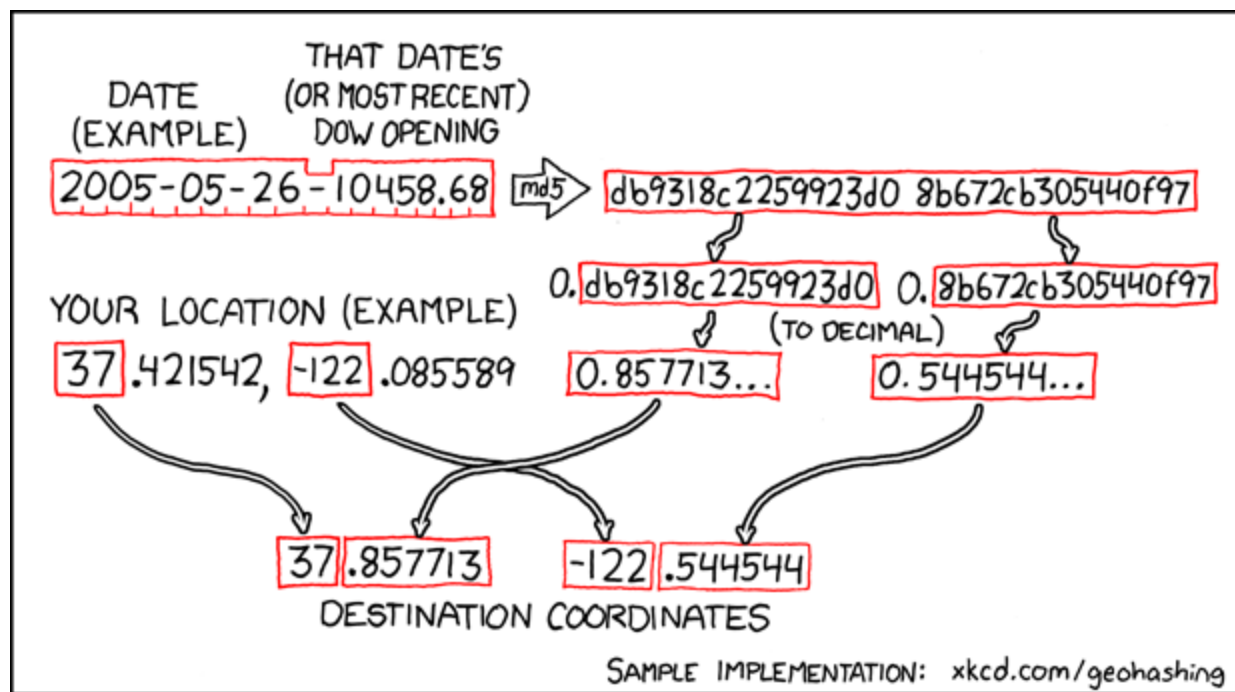 DATE
(EXAMPLE)
THAT DATE'S
(OR MOST RECENT)
DOW OPENING
2005-05-26-10458.68
md5
db9318c2259923d0 8b672cb305440f97
0.db9318c2259923d0
0.8b672cb305440f97
(TO DECIMAL)
YOUR LOCATION (EXAMPLE)
37.421542, -122.085589
0.857713...
0.544544...
37.857713
-122.544544
DESTINATION COORDINATES
SAMPLE IMPLEMENTATION: xkcd.com/geohashing